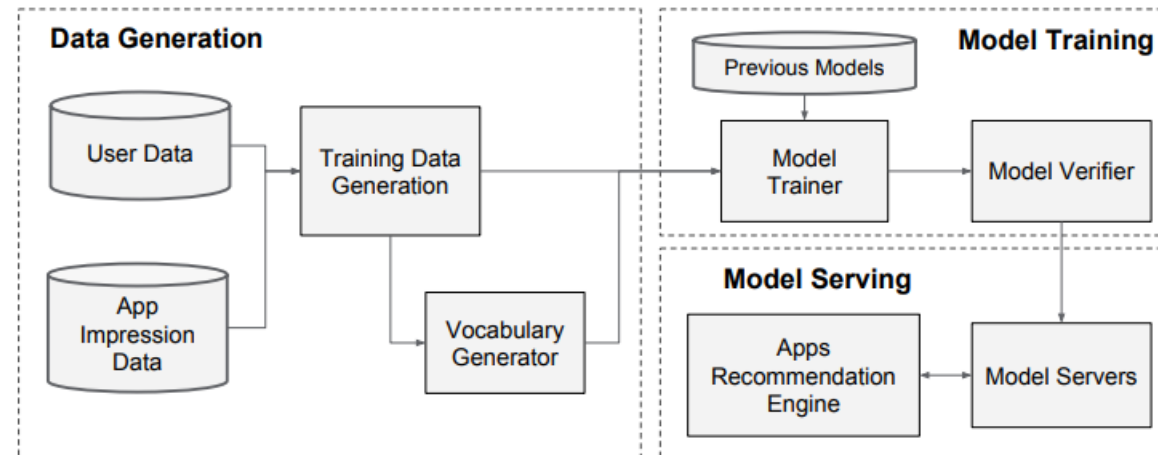 Data Generation
User Data
App
Impression
Data
Training Data
Generation
Vocabulary
Generator
Model Training
Previous Models
Model
Trainer
Model Verifier
Model Serving
Apps
Recommendation
Engine
Model Servers